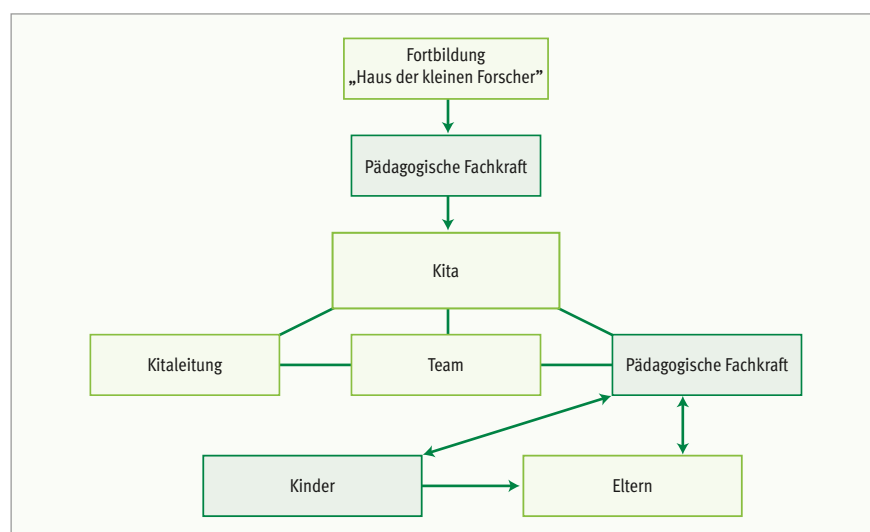 Fortbildung
„Haus der kleinen Forscher”
Pädagogische Fachkraft
Kita
Kitaleitung
Team
Pädagogische Fachkraft
Kinder
Eltern